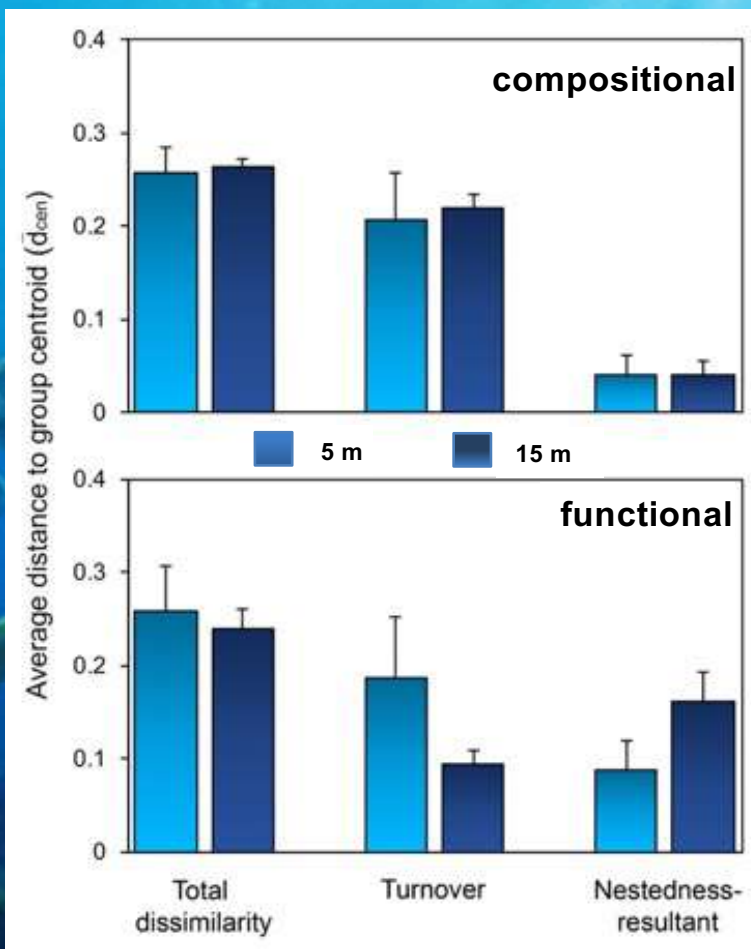 Average distance to group centroid (d̄cen)
0.4
compositional
0.3
0.2
0.1
0
5 m
15 m
0.4
functional
0.3
0.2
0.1
0
Total
dissimilarity
Turnover
Nestedness-
resultant